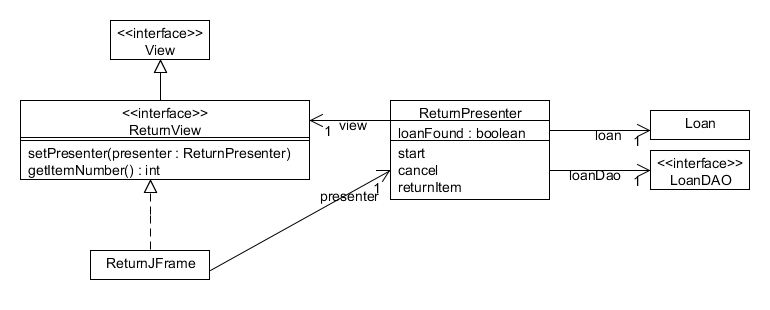 <<interface>>
View
<<interface>>
ReturnView
setPresenter(presenter : ReturnPresenter)
getItemNumber() : int
ReturnJFrame
1
view
presenter
1
ReturnPresenter
loanFound : boolean
start
cancel
returnItem
loan
1
loanDao
1
Loan
<<interface>>
LoanDAO